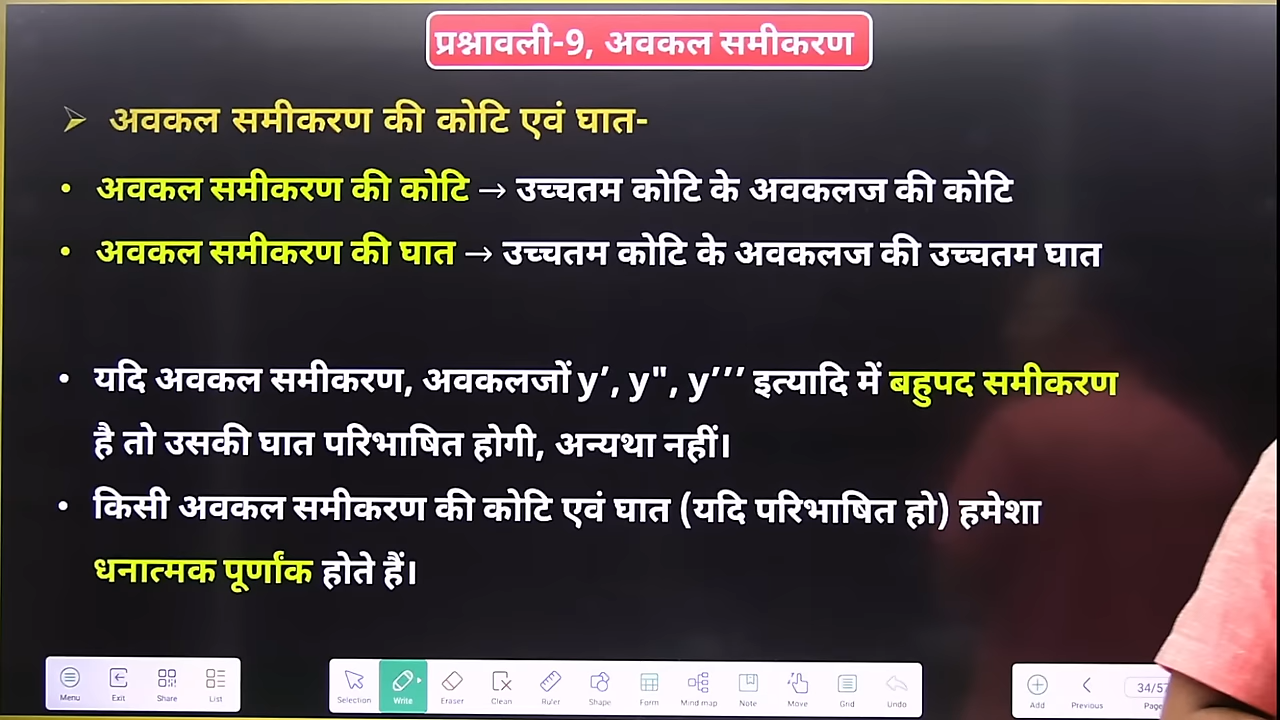 प्रश्नावली-9, अवकल समीकरण
➢ अवकल समीकरण की कोटि एवं घात-
• अवकल समीकरण की कोटि → उच्चतम कोटि के अवकलज की कोटि
• अवकल समीकरण की घात → उच्चतम कोटि के अवकलज की उच्चतम घात
• यदि अवकल समीकरण, अवकलजों y′, y", y′′′ इत्यादि में बहुपद समीकरण
है तो उसकी घात परिभाषित होगी, अन्यथा नहीं।
• किसी अवकल समीकरण की कोटि एवं घात (यदि परिभाषित हो) हमेशा
धनात्मक पूर्णांक होते हैं।
Menu Exit Share List Selection Write Eraser Clean Ruler Shape Form Mind map Note Move Grid Undo Add Previous 34/57 Page